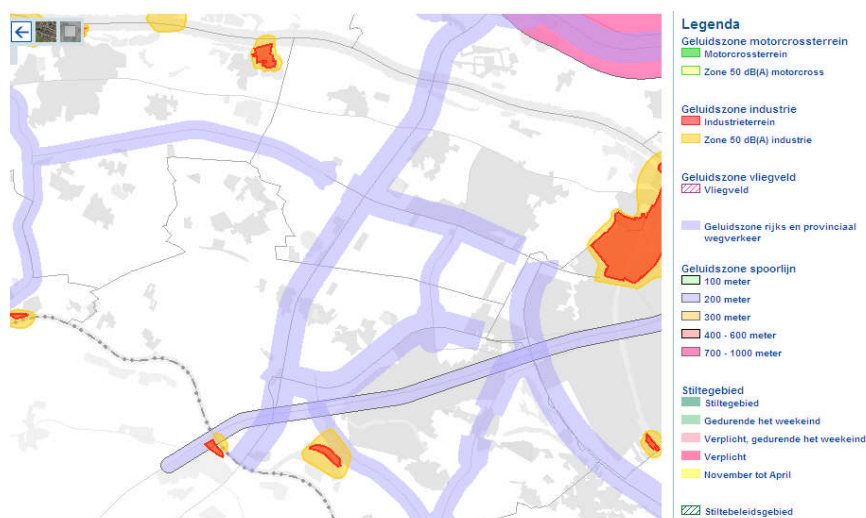 Legenda
Geluidszone motorcrossterrein
Motorcrossterrein
Zone 50 dB(A) motorcross
Geluidszone industrie
Industrieterrein
Zone 50 dB(A) industrie
Geluidszone vliegveld
Vliegveld
Geluidszone rijks en provinciaal
wegverkeer
Geluidszone spoorlijn
100 meter
200 meter
300 meter
400 - 600 meter
700 - 1000 meter
Stiltegebied
Stiltegebied
Gedurende het weekeind
Verplicht, gedurende het weekeind
Verplicht
November tot April
Stiltebeleidsgebied